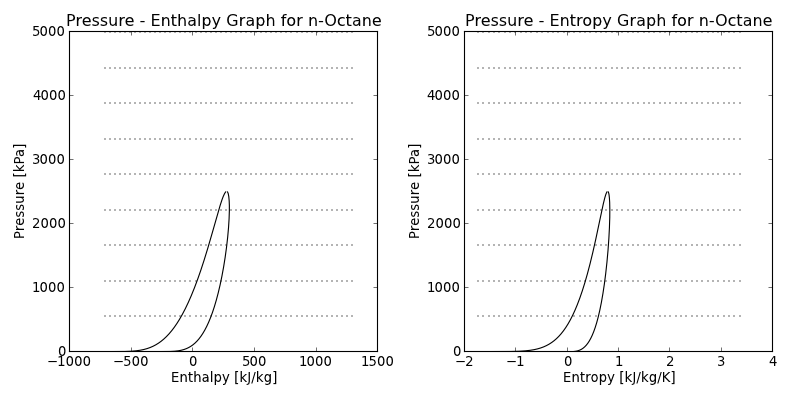 Pressure - Enthalpy Graph for n-Octane
5000
4000
3000
2000
1000
0
Pressure [kPa]
−1000 −500 0 500 1000 1500
Enthalpy [kJ/kg]
Pressure - Entropy Graph for n-Octane
5000
4000
3000
2000
1000
0
Pressure [kPa]
−2 −1 0 1 2 3 4
Entropy [kJ/kg/K]